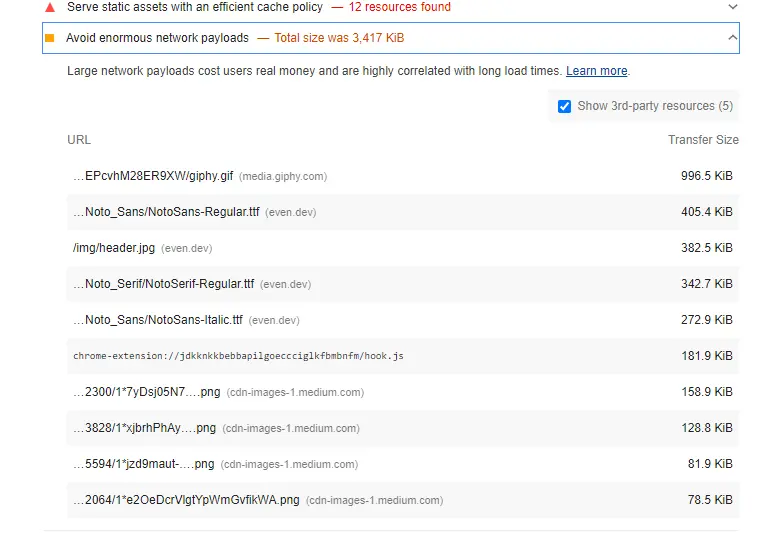 Serve static assets with an efficient cache policy — 12 resources found
Avoid enormous network payloads — Total size was 3,417 KiB
Large network payloads cost users real money and are highly correlated with long load times. Learn more.
Show 3rd-party resources (5)
URL Transfer Size
…EPcvhM28ER9XW/giphy.gif (media.giphy.com) 996.5 KiB
…Noto_Sans/NotoSans-Regular.ttf (even.dev) 405.4 KiB
/img/header.jpg (even.dev) 382.5 KiB
…Noto_Serif/NotoSerif-Regular.ttf (even.dev) 342.7 KiB
…Noto_Sans/NotoSans-Italic.ttf (even.dev) 272.9 KiB
chrome-extension://jdkknkkbebbapilgoeccciglkfbmbnfm/hook.js 181.9 KiB
…2300/1*7yDsj05N7….png (cdn-images-1.medium.com) 158.9 KiB
…3828/1*xjbrhPhAy….png (cdn-images-1.medium.com) 128.8 KiB
…5594/1*jzd9maut-….png (cdn-images-1.medium.com) 81.9 KiB
…2064/1*e2OeDcrVlgtYpWmGvfikWA.png (cdn-images-1.medium.com) 78.5 KiB